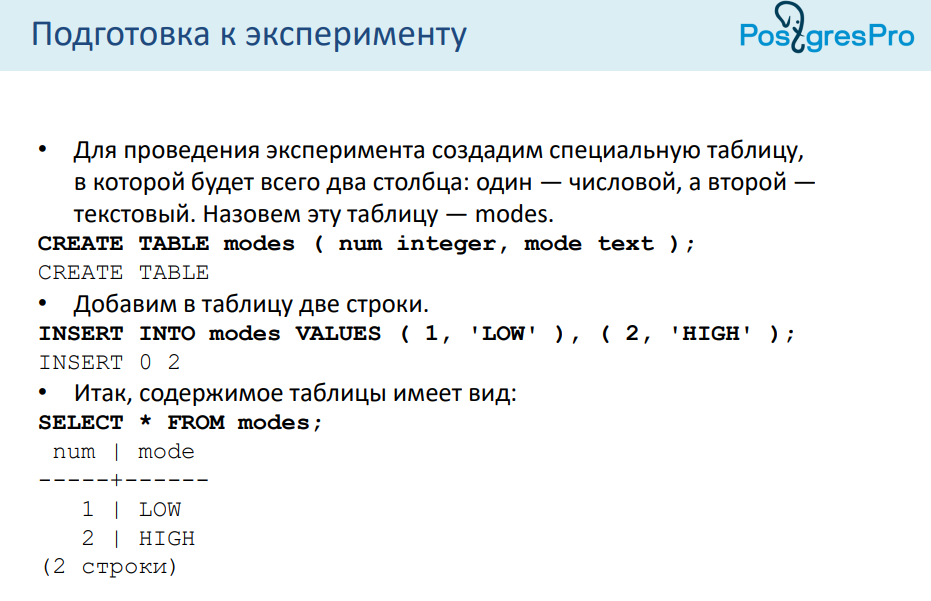 Подготовка к эксперименту
PostgresPro
• Для проведения эксперимента создадим специальную таблицу,
в которой будет всего два столбца: один — числовой, а второй —
текстовый. Назовем эту таблицу — modes.
CREATE TABLE modes ( num integer, mode text );
CREATE TABLE
• Добавим в таблицу две строки.
INSERT INTO modes VALUES ( 1, 'LOW' ), ( 2, 'HIGH' );
INSERT 0 2
• Итак, содержимое таблицы имеет вид:
SELECT * FROM modes;
num | mode
-----+------
1 | LOW
2 | HIGH
(2 строки)